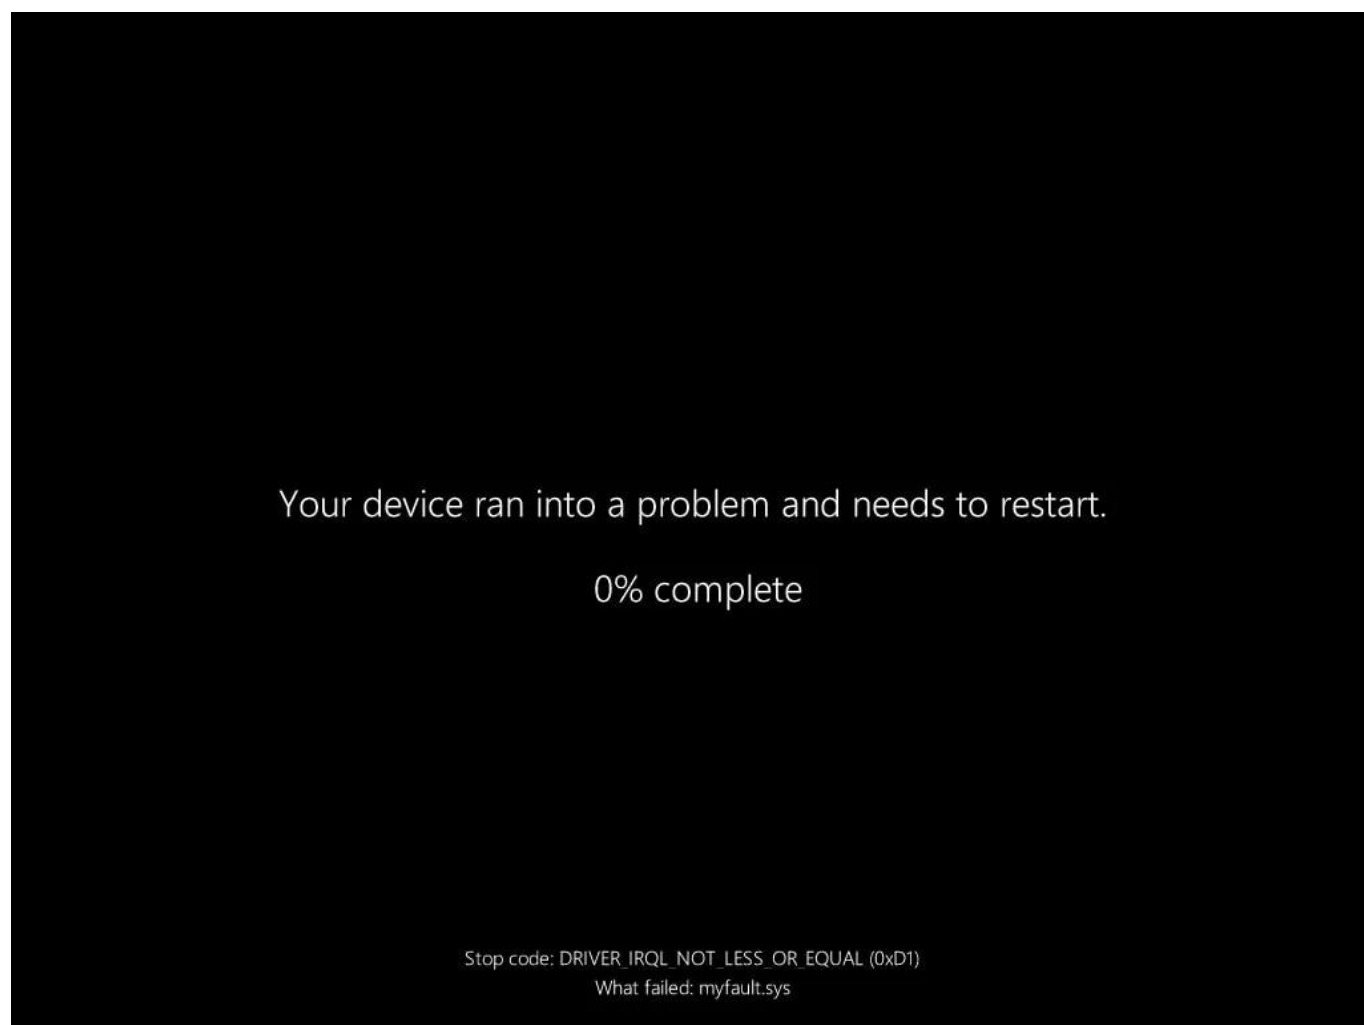 Your device ran into a problem and needs to restart.
0% complete
Stop code: DRIVER_IRQL_NOT_LESS_OR_EQUAL (0xD1)
What failed: myfault.sys